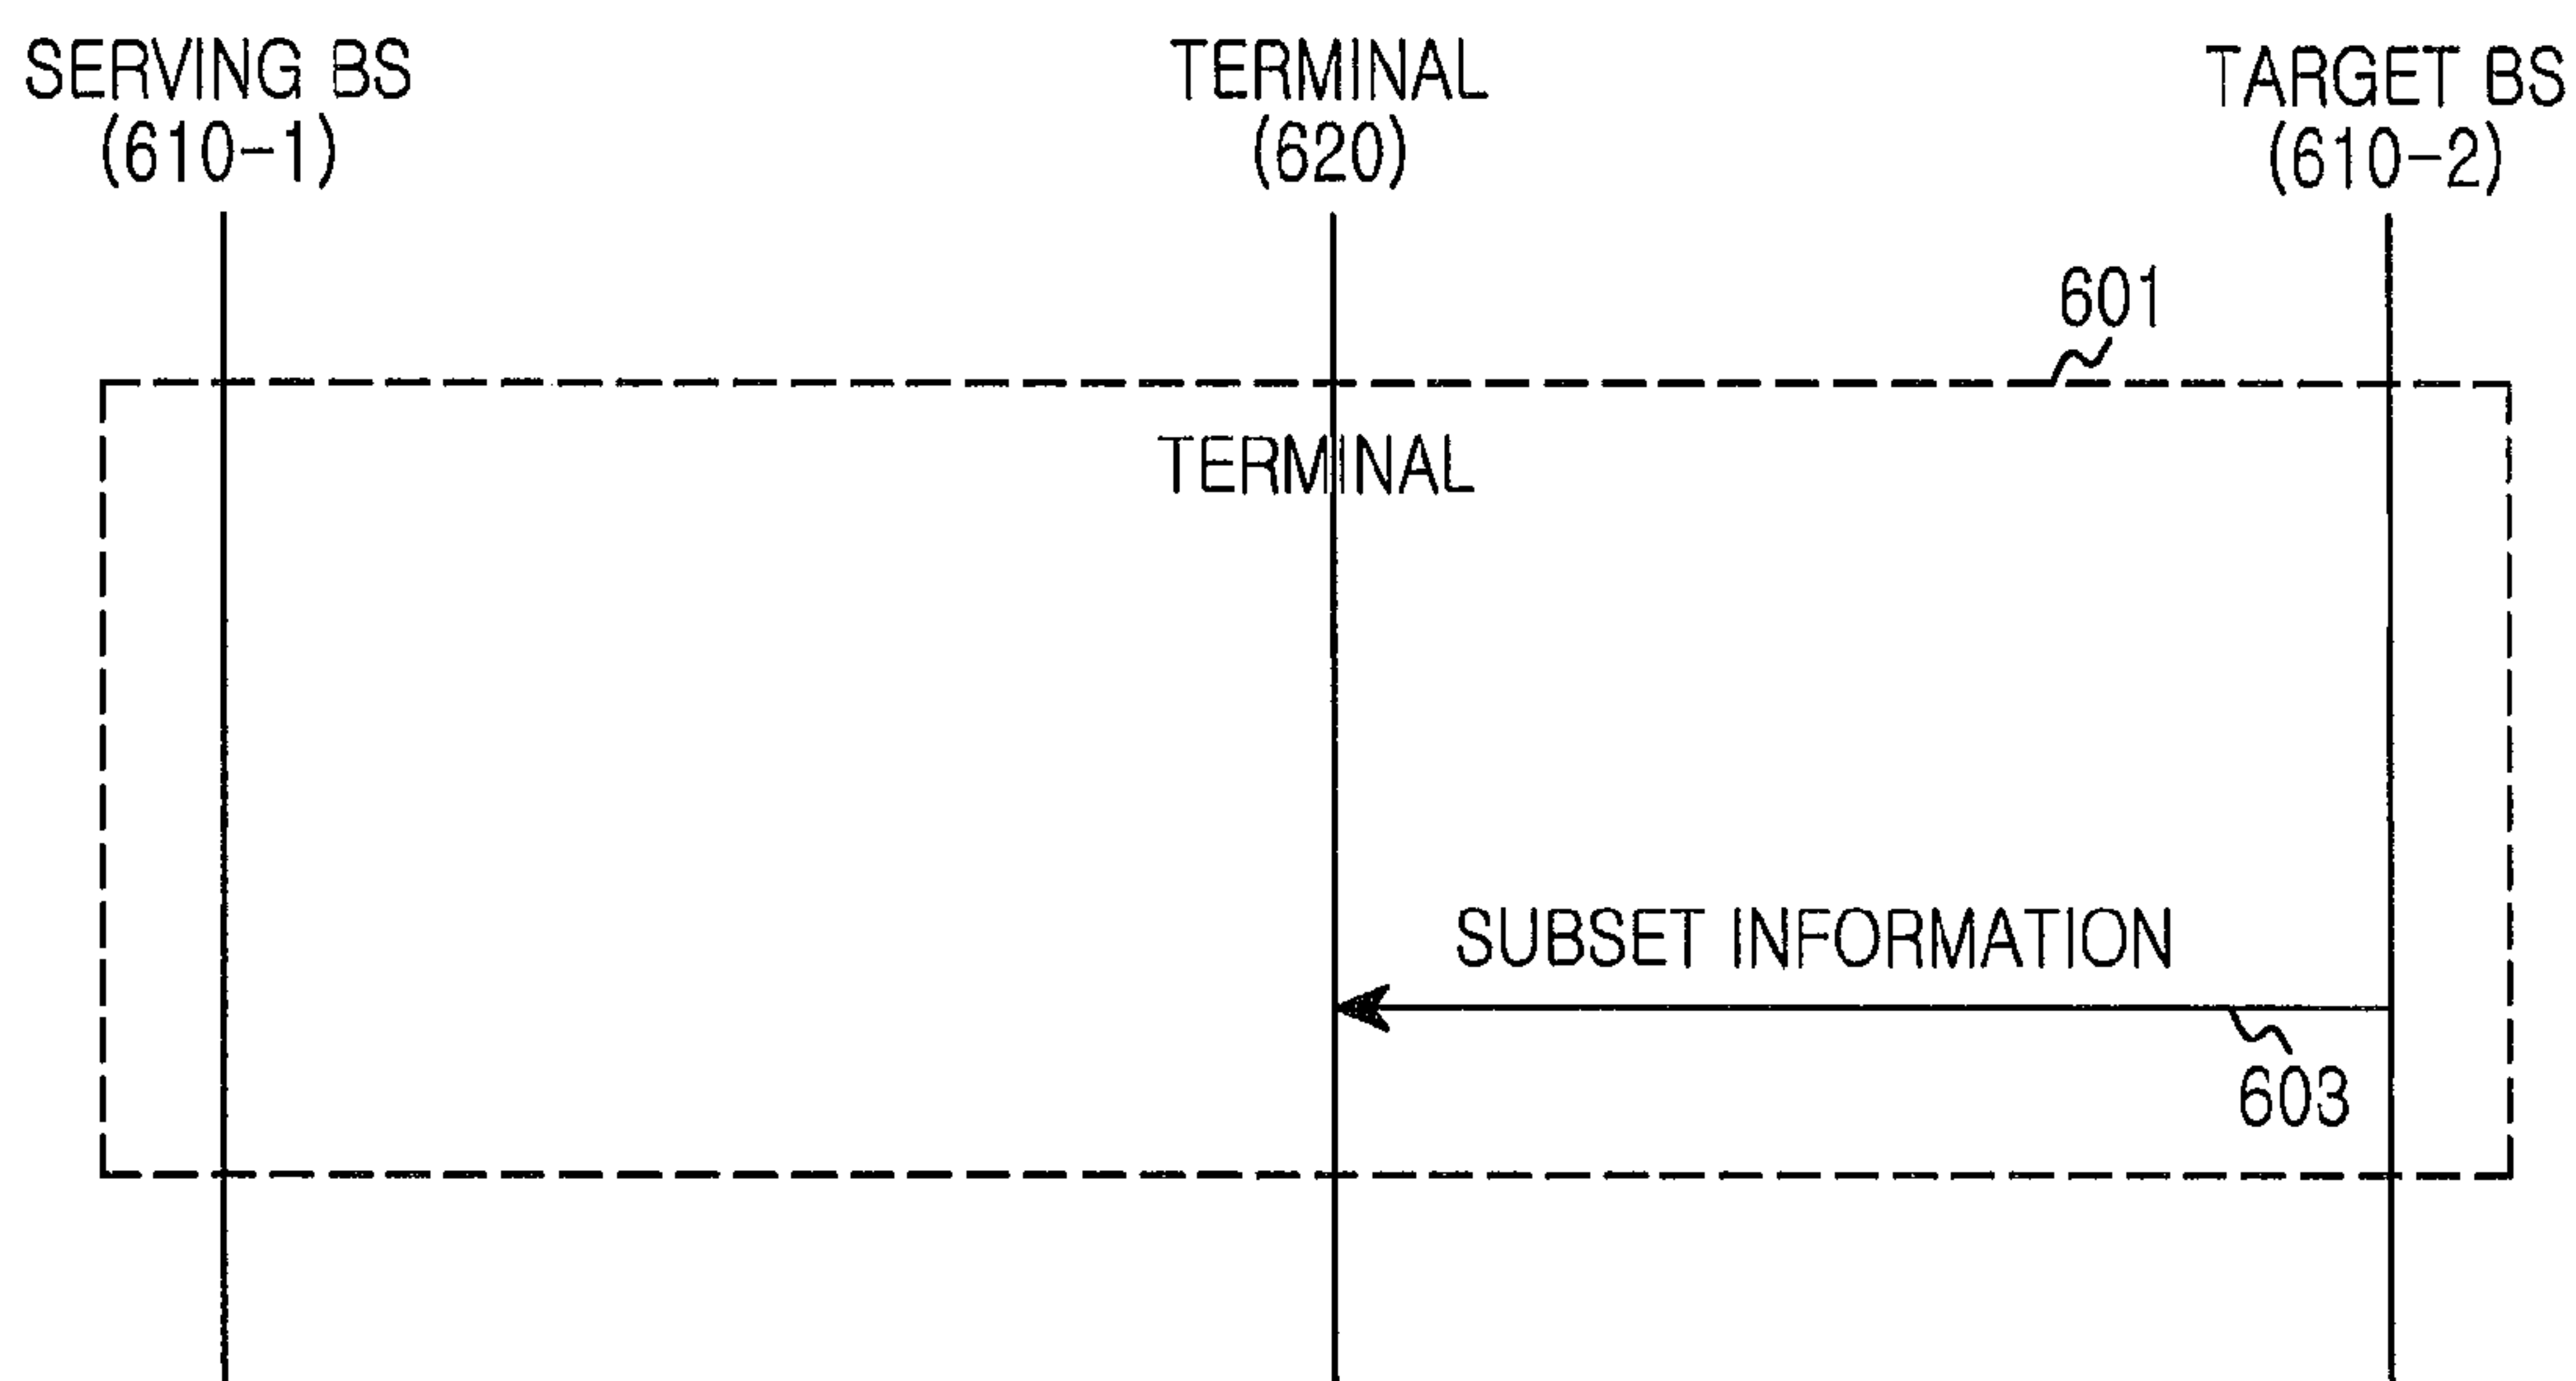 SERVING BS
(610-1)
TERMINAL
(620)
TARGET BS
(610-2)
601
TERMINAL
SUBSET INFORMATION
603